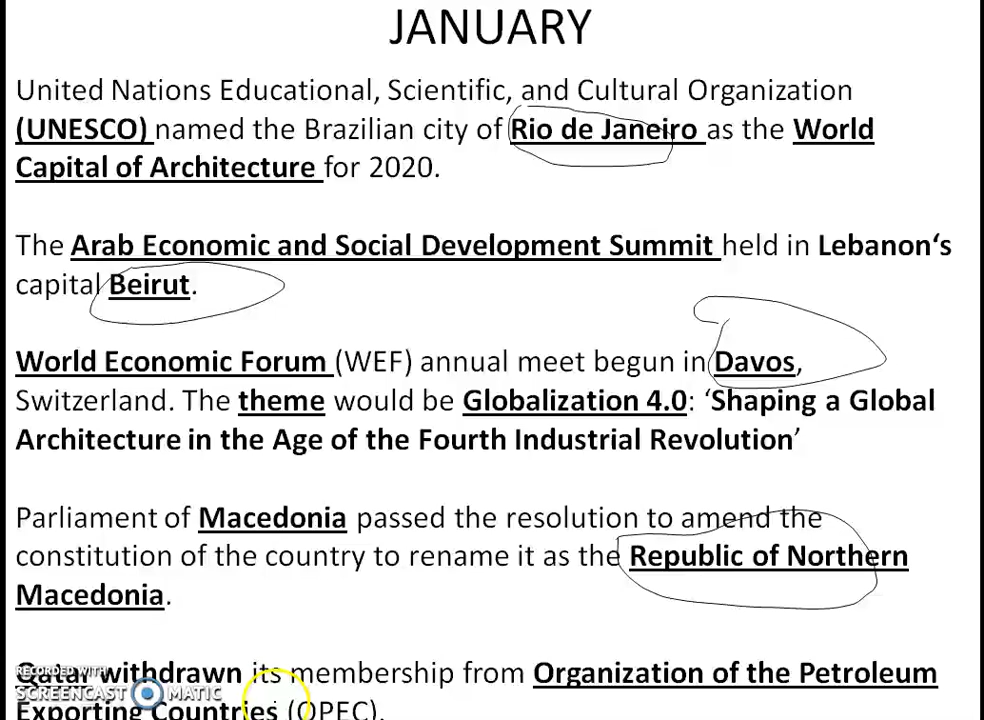 JANUARY
United Nations Educational, Scientific, and Cultural Organization
(UNESCO) named the Brazilian city of Rio de Janeiro as the World
Capital of Architecture for 2020.
The Arab Economic and Social Development Summit held in Lebanon‘s
capital Beirut.
World Economic Forum (WEF) annual meet begun in Davos,
Switzerland. The theme would be Globalization 4.0: ‘Shaping a Global
Architecture in the Age of the Fourth Industrial Revolution’
Parliament of Macedonia passed the resolution to amend the
constitution of the country to rename it as the Republic of Northern
Macedonia.
Qatar withdrawn its membership from Organization of the Petroleum
Exporting Countries (OPEC).
RECORDED WITH
SCREENCAST MATIC